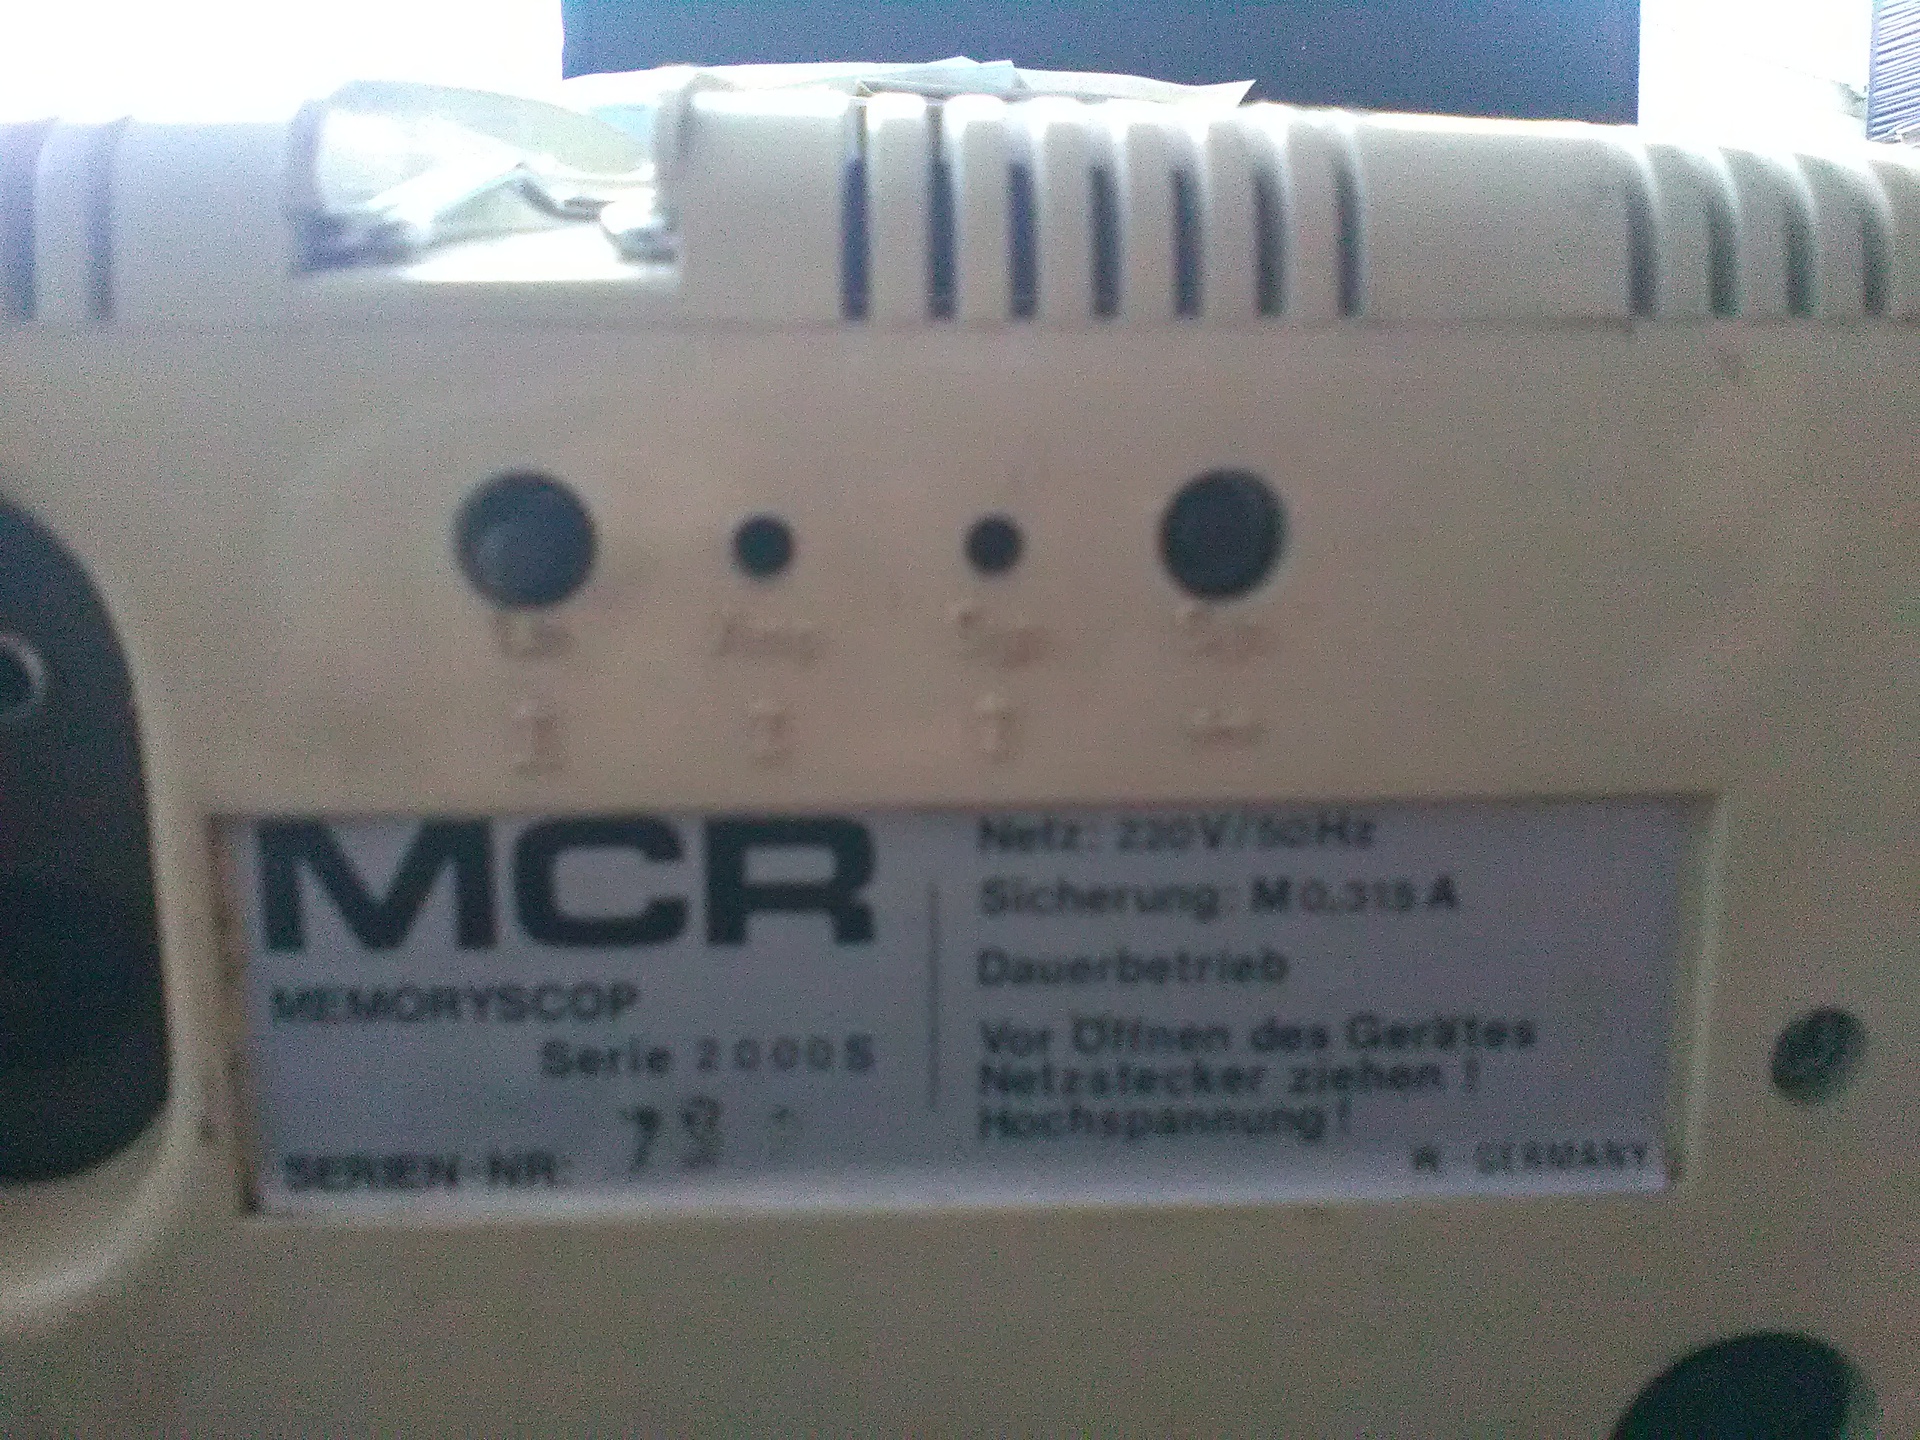 MCR
MEMORYSCOP
Serie 2000S
SERIEN-NR:
Netz: 220V/50Hz
Sicherung: M 0,315 A
Dauerbetrieb
Vor Öffnen des Gerätes
Netzstecker ziehen !
Hochspannung !
W. GERMANY